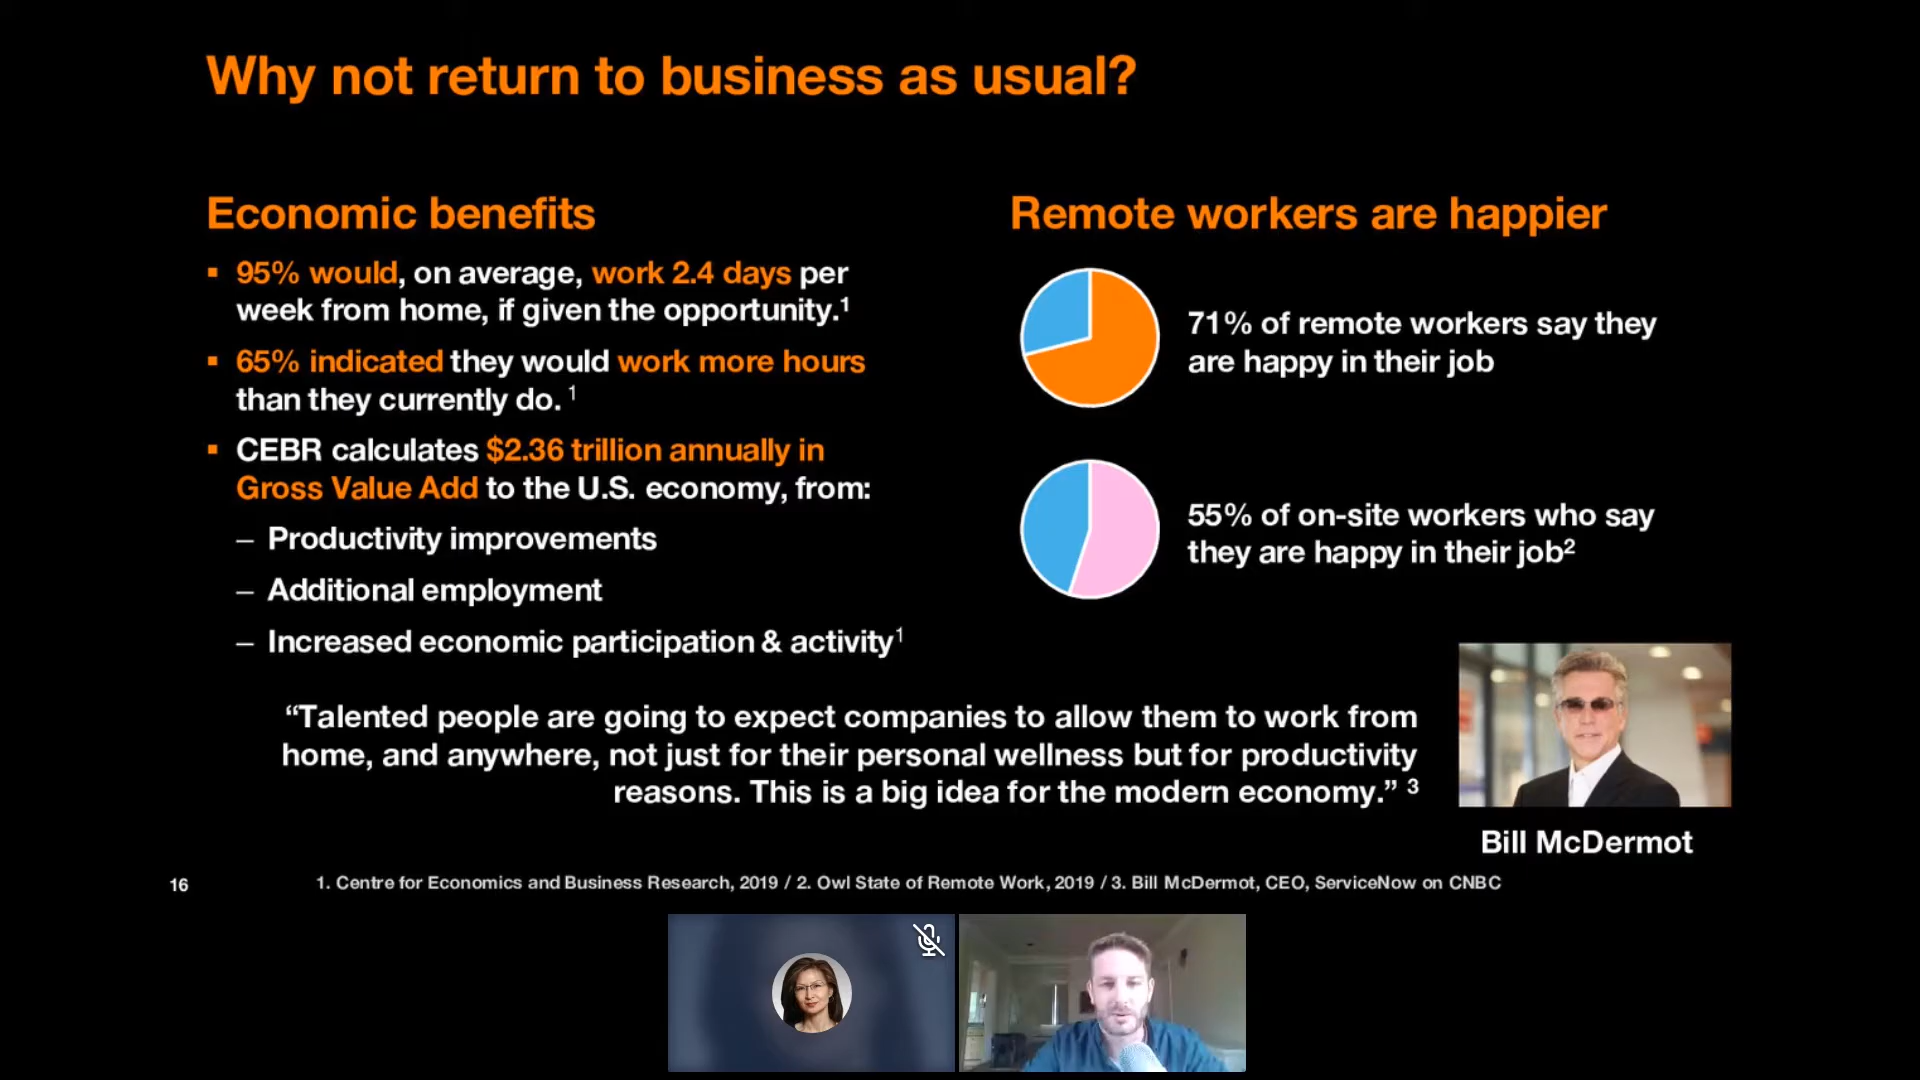 Why not return to business as usual?
Economic benefits
▪ 95% would, on average, work 2.4 days per
week from home, if given the opportunity.¹
▪ 65% indicated they would work more hours
than they currently do. ¹
▪ CEBR calculates $2.36 trillion annually in
Gross Value Add to the U.S. economy, from:
– Productivity improvements
– Additional employment
– Increased economic participation & activity¹
Remote workers are happier
71% of remote workers say they
are happy in their job
55% of on-site workers who say
they are happy in their job²
“Talented people are going to expect companies to allow them to work from
home, and anywhere, not just for their personal wellness but for productivity
reasons. This is a big idea for the modern economy.” ³
Bill McDermot
16
1. Centre for Economics and Business Research, 2019 / 2. Owl State of Remote Work, 2019 / 3. Bill McDermot, CEO, ServiceNow on CNBC